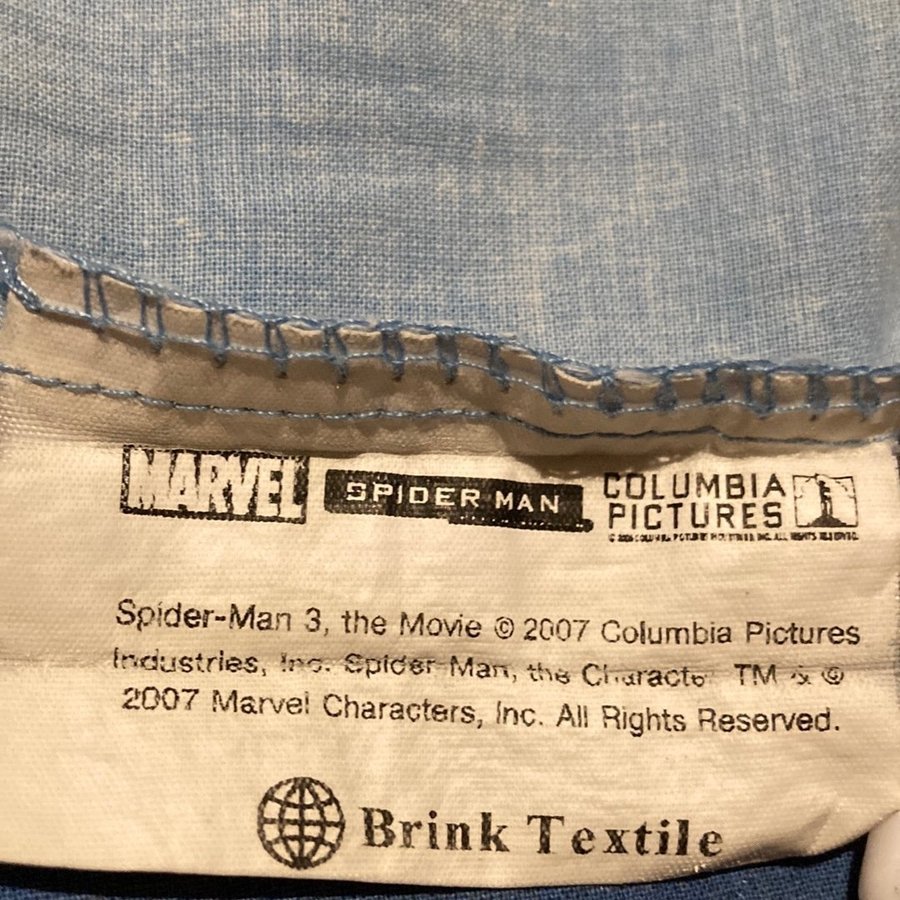 MARVEL SPIDER MAN COLUMBIA PICTURES
Spider-Man 3, the Movie © 2007 Columbia Pictures
Industries, Inc. Spider Man, the Character TM & ©
2007 Marvel Characters, Inc. All Rights Reserved.
Brink Textile